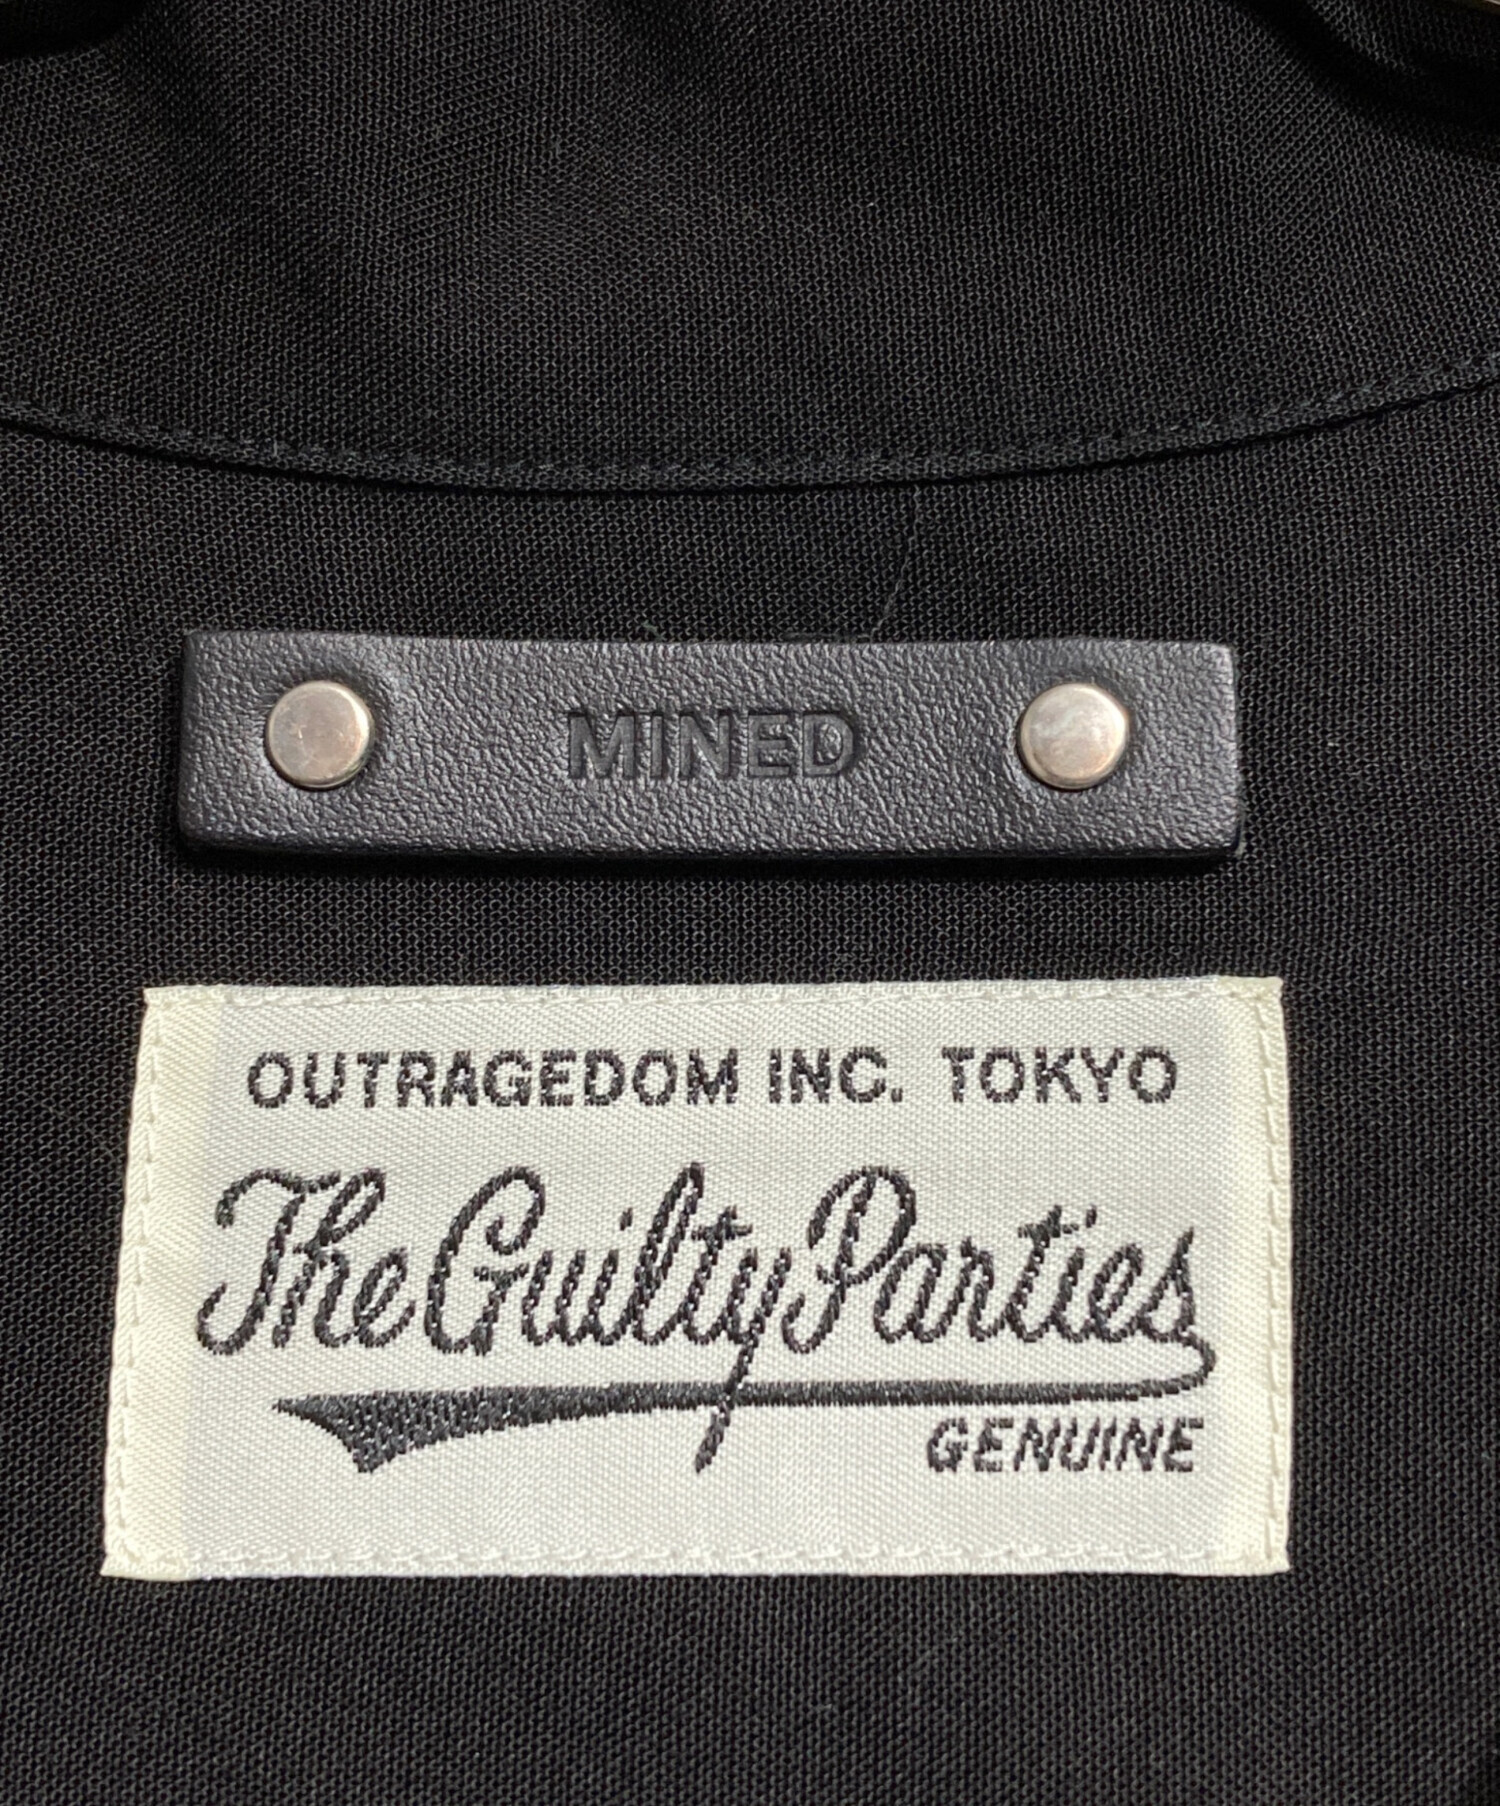 MINED
OUTRAGEDOM INC. TOKYO
The Guilty Parties
GENUINE